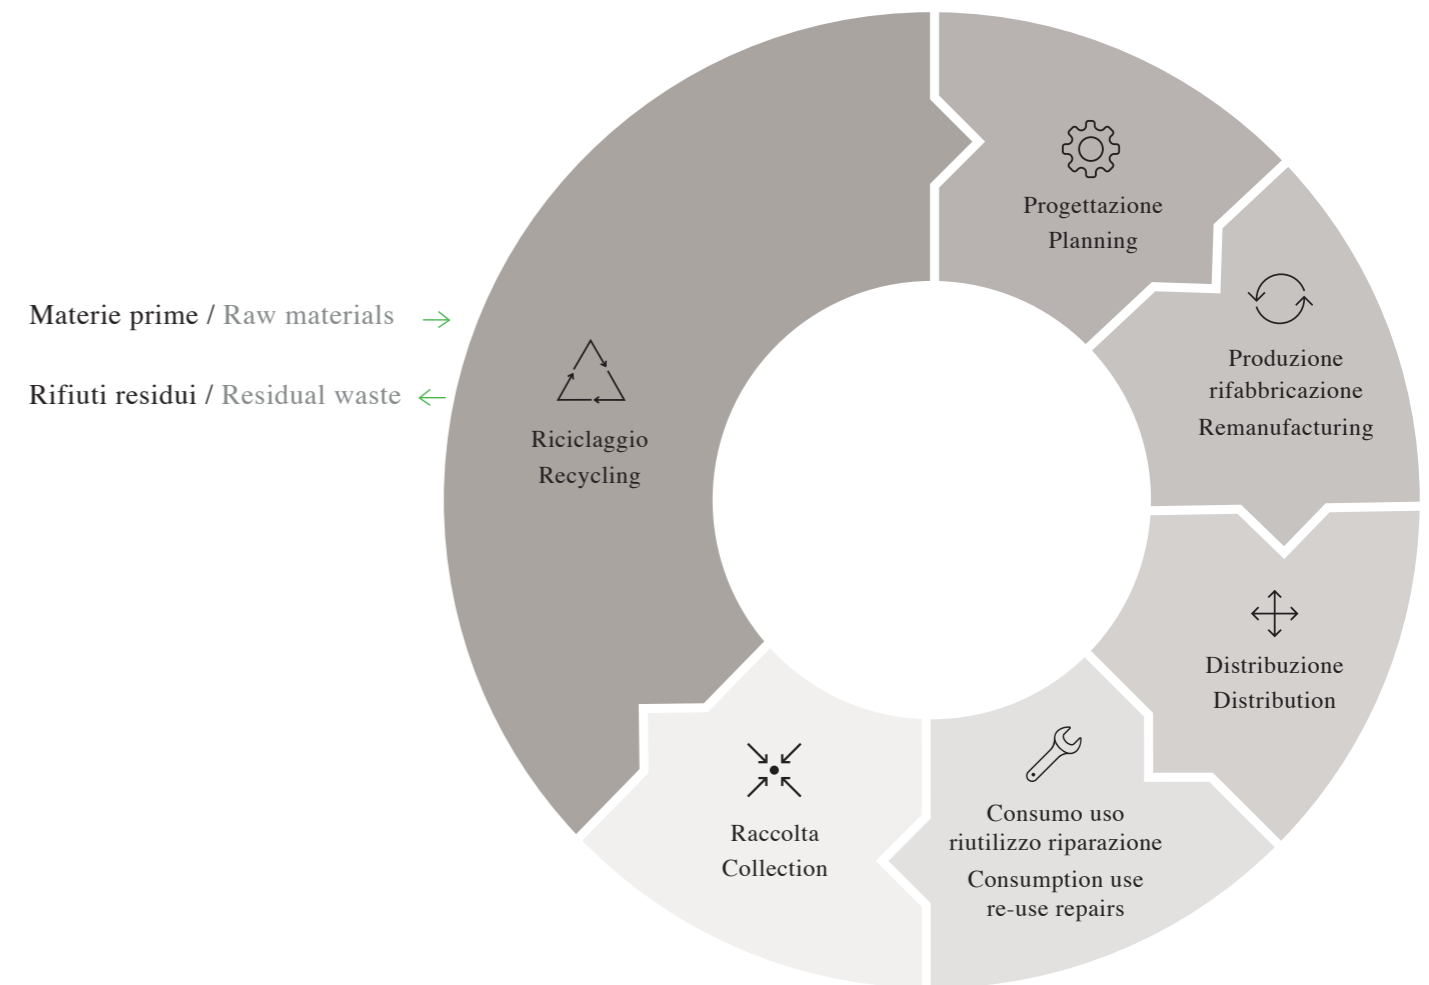 Materie prime / Raw materials
Rifiuti residui / Residual waste
Riciclaggio
Recycling
Progettazione
Planning
Produzione
rifabbricazione
Remanufacturing
Distribuzione
Distribution
Consumo uso
riutilizzo riparazione
Consumption use
re-use repairs
Raccolta
Collection